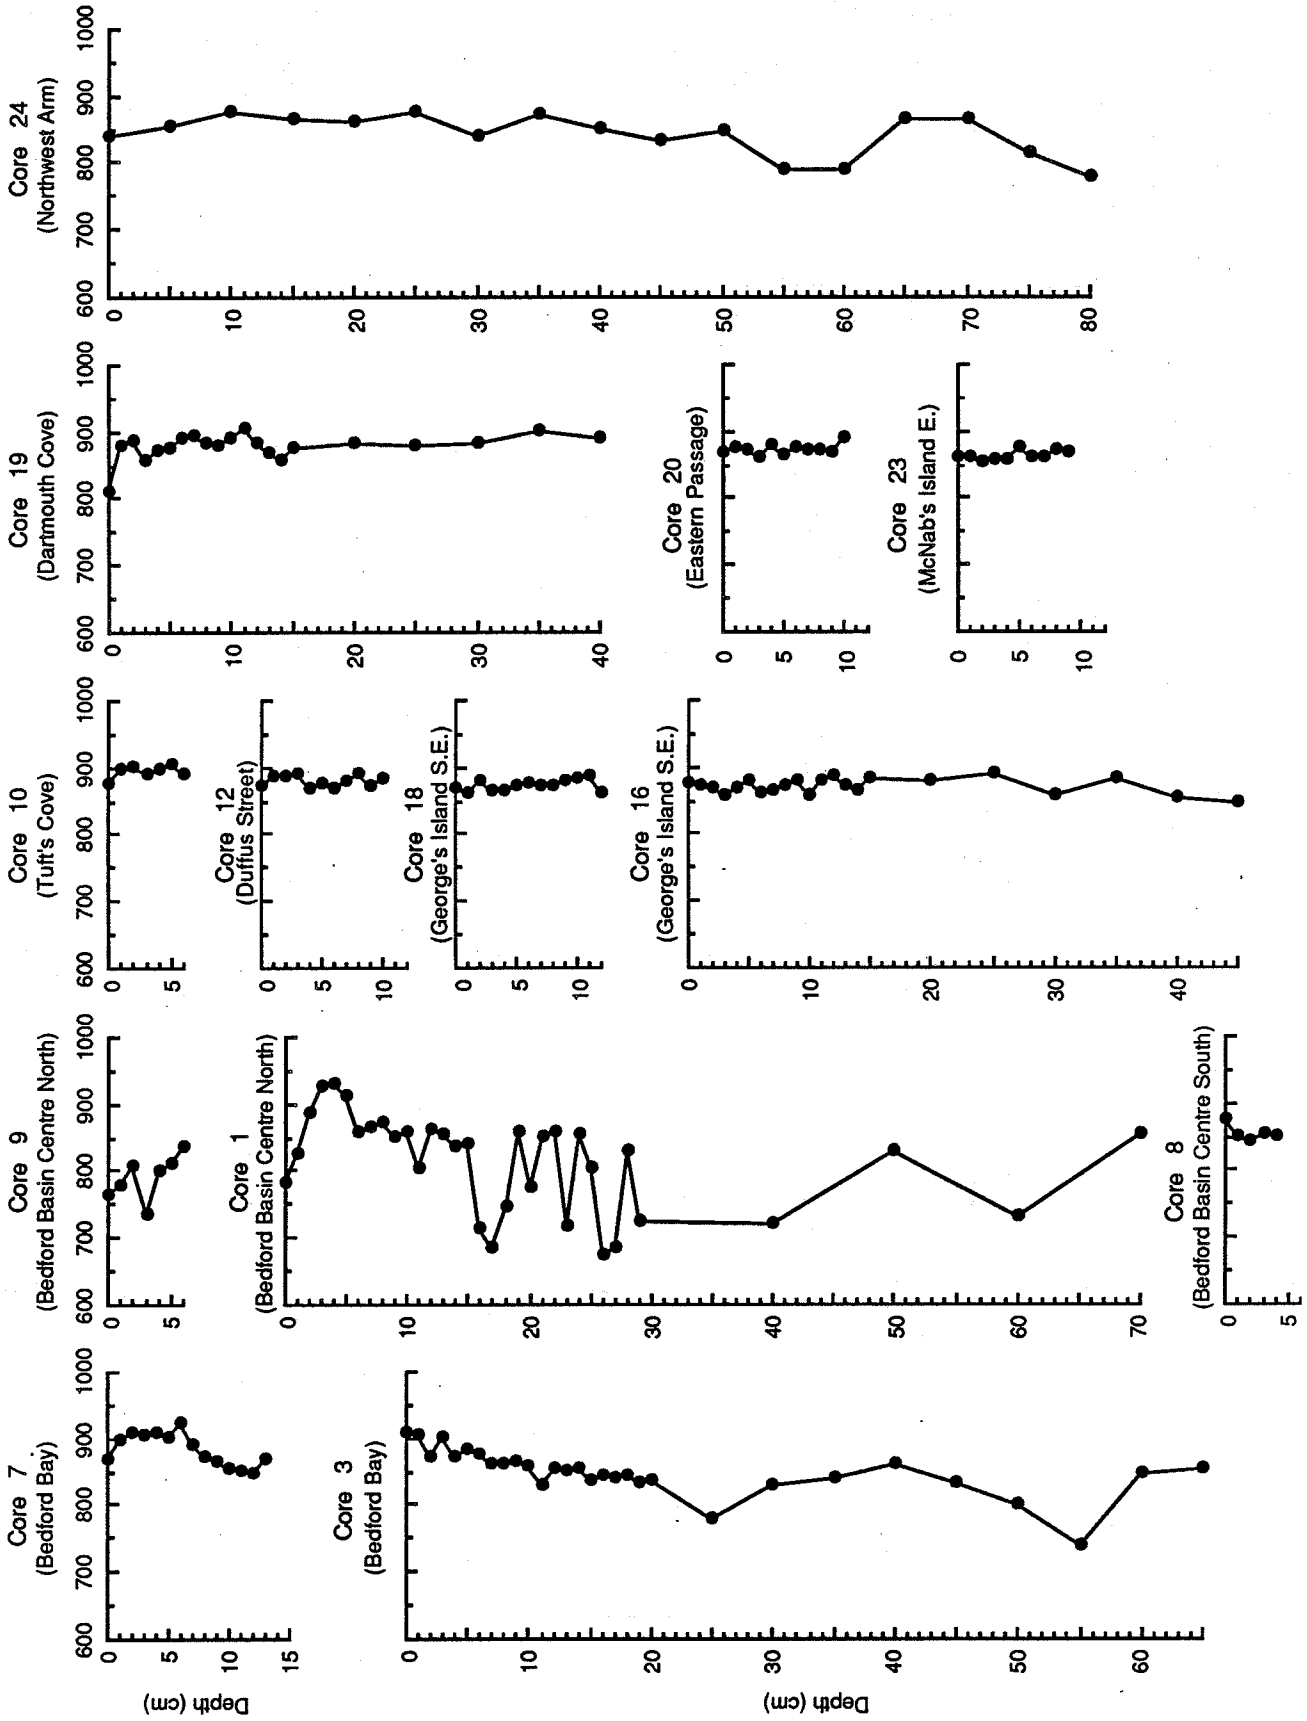 Core 7
(Bedford Bay)
600 700 800 900 1000
0
5
10
15
Depth (cm)
Core 3
(Bedford Bay)
0
10
20
30
40
50
60
Depth (cm)
Core 9
(Bedford Basin Centre North)
600 700 800 900 1000
0
5
Core 1
(Bedford Basin Centre North)
0
10
20
30
40
50
60
70
Core 8
(Bedford Basin Centre South)
0
5
Core 10
(Tuft's Cove)
600 700 800 900 1000
0
5
Core 12
(Duffus Street)
0
5
10
Core 18
(George's Island S.E.)
0
5
10
Core 16
(George's Island S.E.)
0
10
20
30
40
Core 19
(Dartmouth Cove)
600 700 800 900 1000
0
10
20
30
40
Core 20
(Eastern Passage)
0
5
10
Core 23
(McNab's Island E.)
0
5
10
Core 24
(Northwest Arm)
600 700 800 900 1000
0
10
20
30
40
50
60
70
80